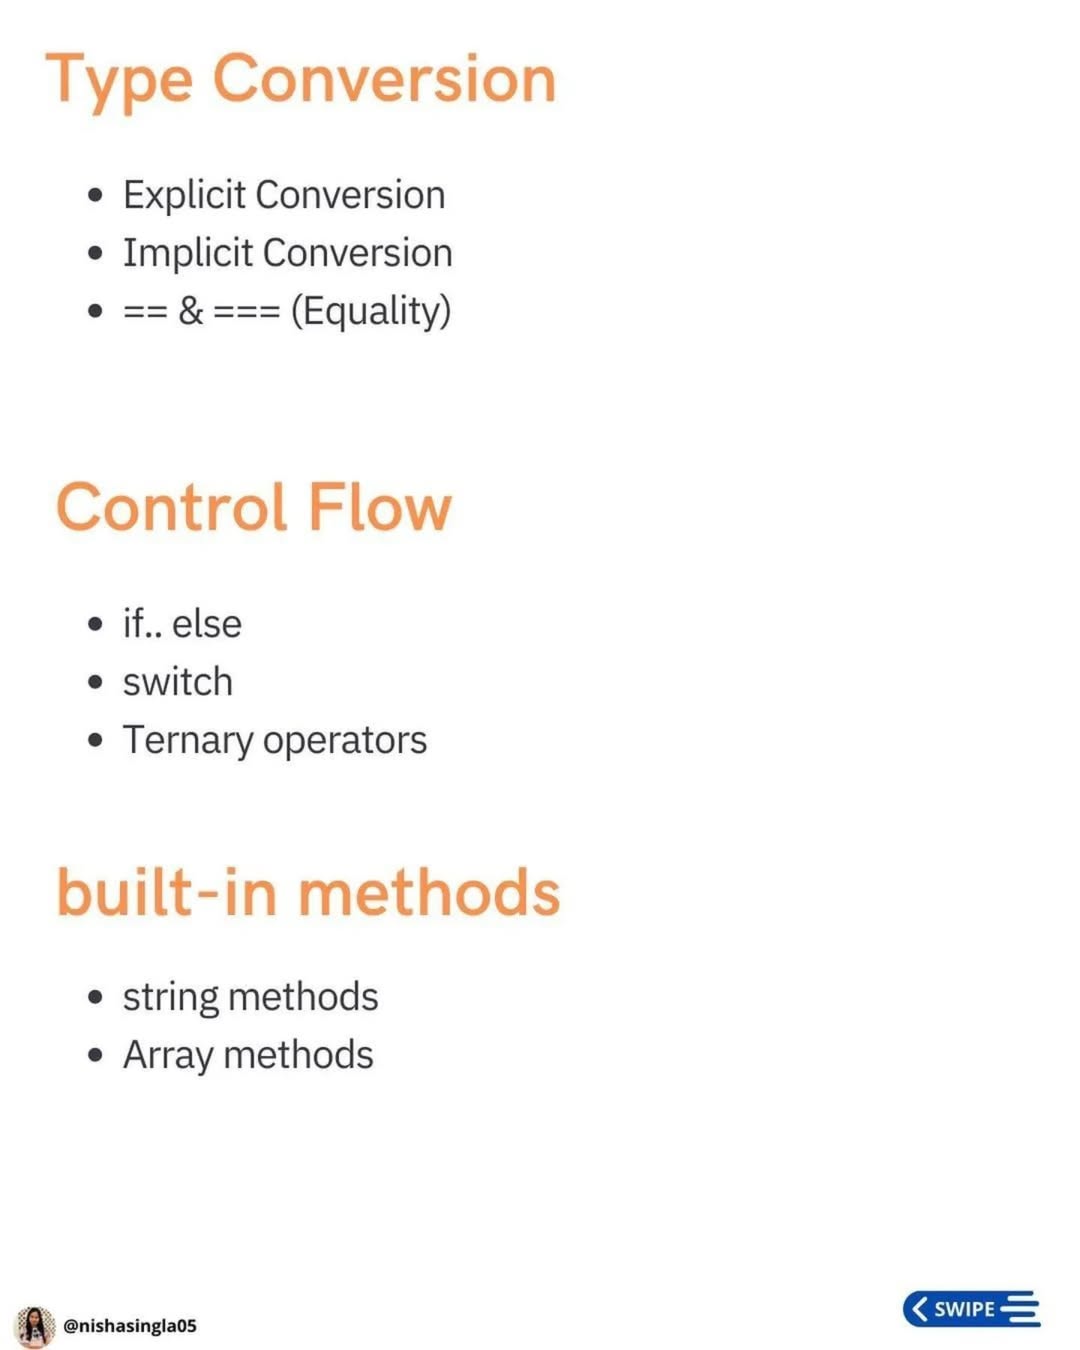 Type Conversion
Explicit Conversion
Implicit Conversion
== & === (Equality)
Control Flow
if.. else
switch
Ternary operators
built-in methods
string methods
Array methods
@nishasingla05
SWIPE